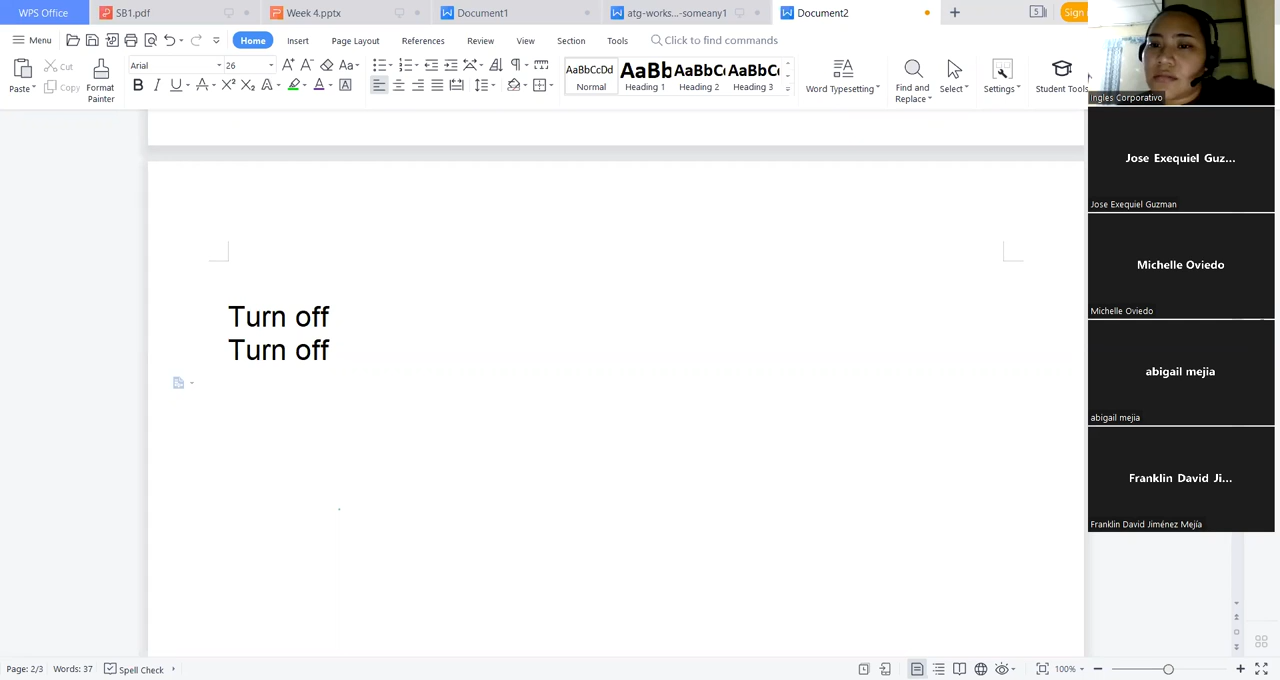 WPS Office
SB1.pdf
Week 4.pptx
Document1
atg-works...-someany1
Document2
5
Sign
Menu
Home
Insert
Page Layout
References
Review
View
Section
Tools
Click to find commands
Paste
Cut
Copy
Format
Painter
Arial
26
AaBbCcDd
Normal
AaBb
Heading 1
AaBbC
Heading 2
AaBbC
Heading 3
Word Typesetting
Find and
Replace
Select
Settings
Student Tools
Turn off
Turn off
Ingles Corporativo
Jose Exequiel Guz...
Jose Exequiel Guzman
Michelle Oviedo
Michelle Oviedo
abigail mejia
abigail mejia
Franklin David Ji...
Franklin David Jiménez Mejía
Page: 2/3
Words: 37
Spell Check
100%